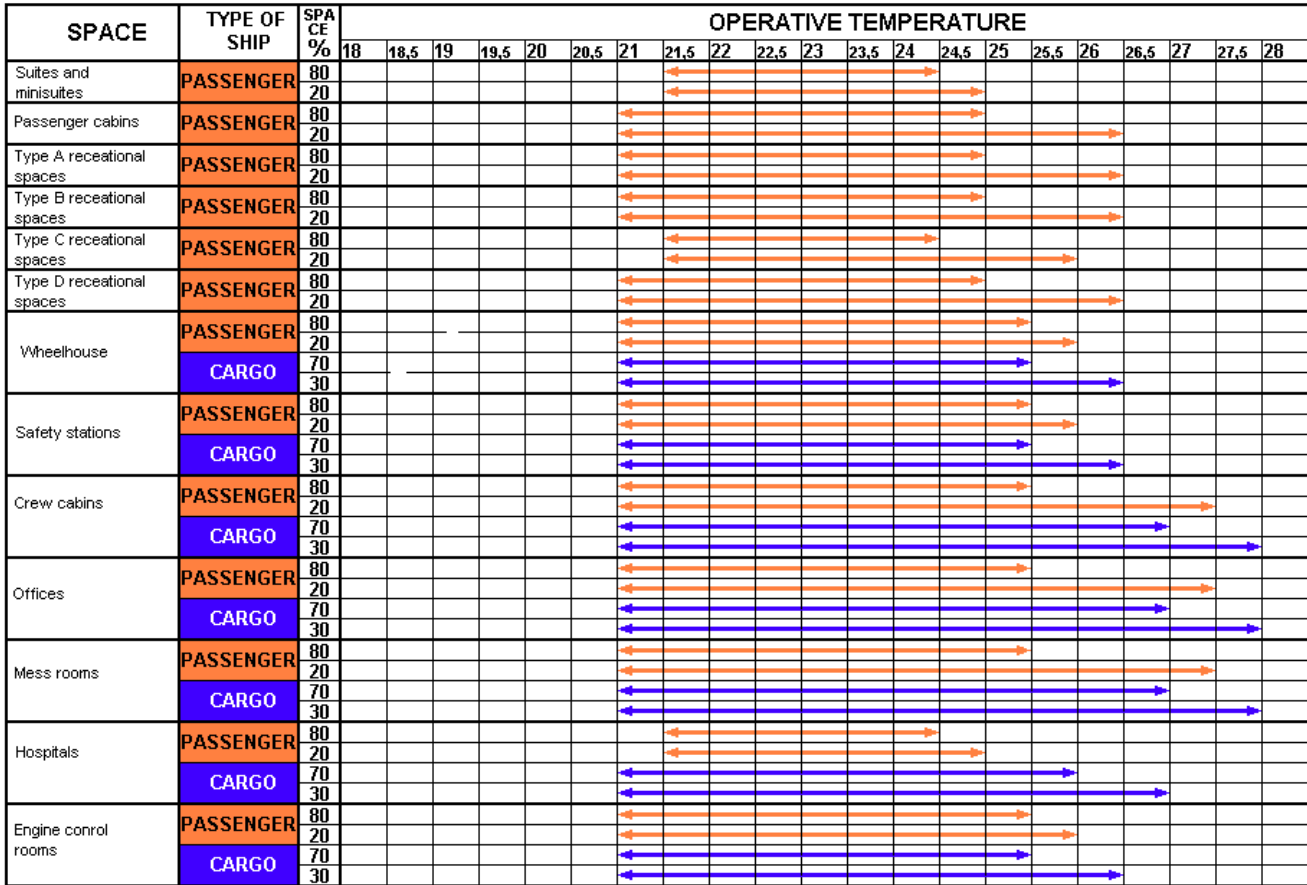 SPACE
TYPE OF
SHIP
SPA
CE
%
OPERATIVE TEMPERATURE
18 18,5 19 19,5 20 20,5 21 21,5 22 22,5 23 23,5 24 24,5 25 25,5 26 26,5 27 27,5 28
Suites and
minisuites
PASSENGER
80
20
Passenger cabins
PASSENGER
80
20
Type A receational
spaces
PASSENGER
80
20
Type B receational
spaces
PASSENGER
80
20
Type C receational
spaces
PASSENGER
80
20
Type D receational
spaces
PASSENGER
80
20
Wheelhouse
PASSENGER
80
20
CARGO
70
30
Safety stations
PASSENGER
80
20
CARGO
70
30
Crew cabins
PASSENGER
80
20
CARGO
70
30
Offices
PASSENGER
80
20
CARGO
70
30
Mess rooms
PASSENGER
80
20
CARGO
70
30
Hospitals
PASSENGER
80
20
CARGO
70
30
Engine conrol
rooms
PASSENGER
80
20
CARGO
70
30